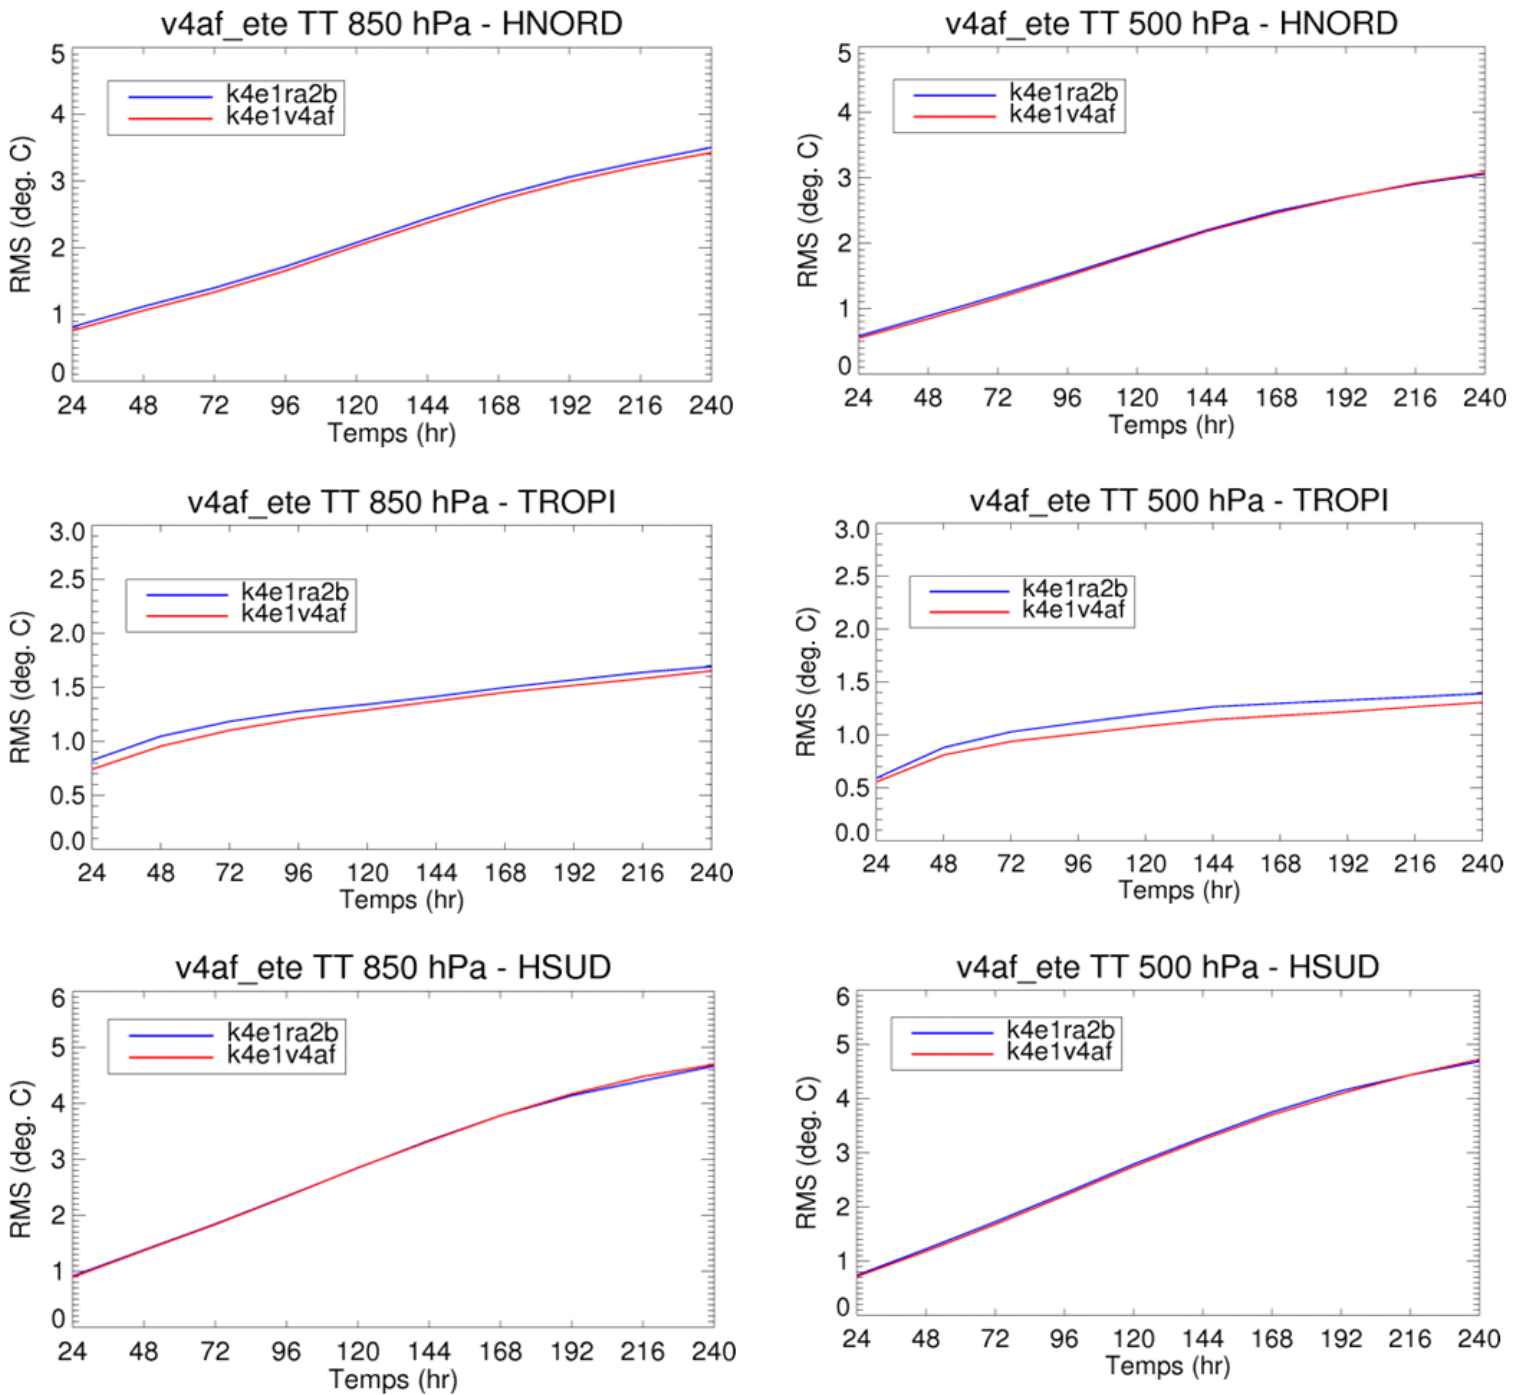 v4af_ete TT 850 hPa - HNORD
5
4
3
2
1
0
RMS (deg. C)
k4e1ra2b
k4e1v4af
24 48 72 96 120 144 168 192 216 240
Temps (hr)
v4af_ete TT 500 hPa - HNORD
5
4
3
2
1
0
RMS (deg. C)
k4e1ra2b
k4e1v4af
24 48 72 96 120 144 168 192 216 240
Temps (hr)
v4af_ete TT 850 hPa - TROPI
3.0
2.5
2.0
1.5
1.0
0.5
0.0
RMS (deg. C)
k4e1ra2b
k4e1v4af
24 48 72 96 120 144 168 192 216 240
Temps (hr)
v4af_ete TT 500 hPa - TROPI
3.0
2.5
2.0
1.5
1.0
0.5
0.0
RMS (deg. C)
k4e1ra2b
k4e1v4af
24 48 72 96 120 144 168 192 216 240
Temps (hr)
v4af_ete TT 850 hPa - HSUD
6
5
4
3
2
1
0
RMS (deg. C)
k4e1ra2b
k4e1v4af
24 48 72 96 120 144 168 192 216 240
Temps (hr)
v4af_ete TT 500 hPa - HSUD
6
5
4
3
2
1
0
RMS (deg. C)
k4e1ra2b
k4e1v4af
24 48 72 96 120 144 168 192 216 240
Temps (hr)